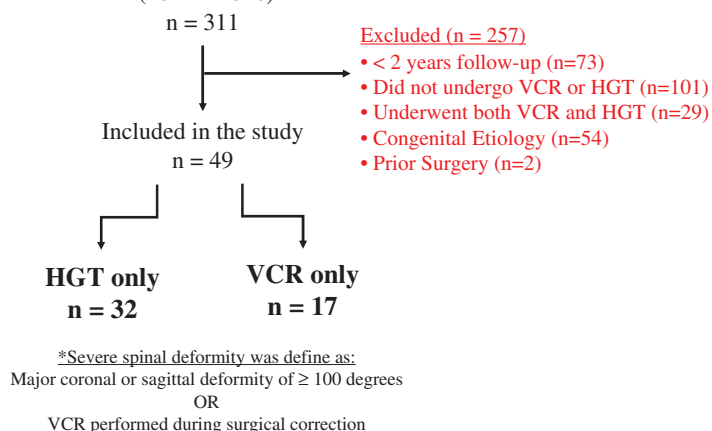 n = 311
Excluded (n = 257)
• < 2 years follow-up (n=73)
• Did not undergo VCR or HGT (n=101)
• Underwent both VCR and HGT (n=29)
• Congenital Etiology (n=54)
• Prior Surgery (n=2)
Included in the study
n = 49
HGT only
n = 32
VCR only
n = 17
*Severe spinal deformity was define as:
Major coronal or sagittal deformity of ≥ 100 degrees
OR
VCR performed during surgical correction